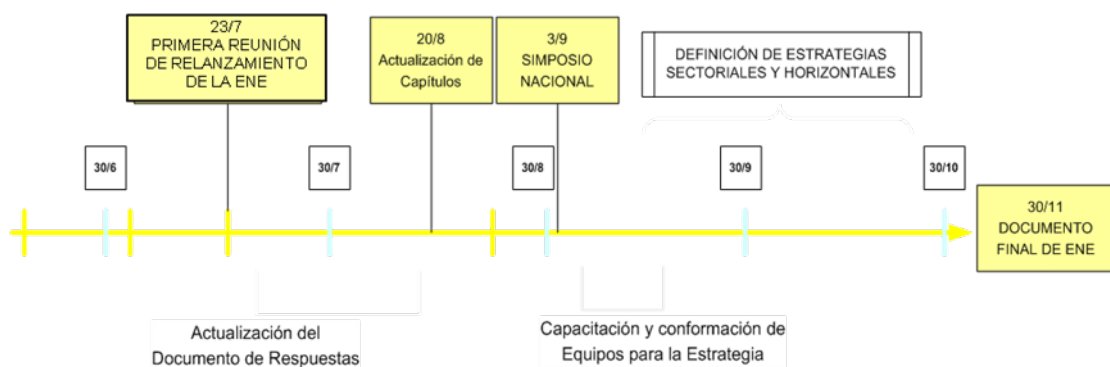 23/7
PRIMERA REUNIÓN
DE RELANZAMIENTO
DE LA ENE
20/8
Actualización de
Capítulos
3/9
SIMPOSIO
NACIONAL
DEFINICIÓN DE ESTRATEGIAS
SECTORIALES Y HORIZONTALES
30/6
30/7
30/8
30/9
30/10
30/11
DOCUMENTO
FINAL DE ENE
Actualización del
Documento de Respuestas
Capacitación y conformación de
Equipos para la Estrategia